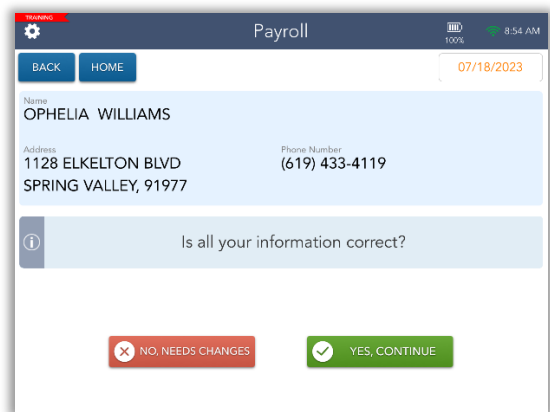 TRAINING
Payroll
100%
8:54 AM
BACK
HOME
07/18/2023
Name
OPHELIA WILLIAMS
Address
Phone Number
1128 ELKELTON BLVD
(619) 433-4119
SPRING VALLEY, 91977
Is all your information correct?
NO, NEEDS CHANGES
YES, CONTINUE